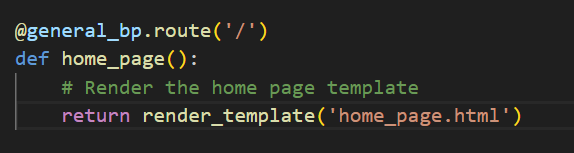 @general_bp.route('/')
def home_page():
    # Render the home page template
    return render_template('home_page.html')